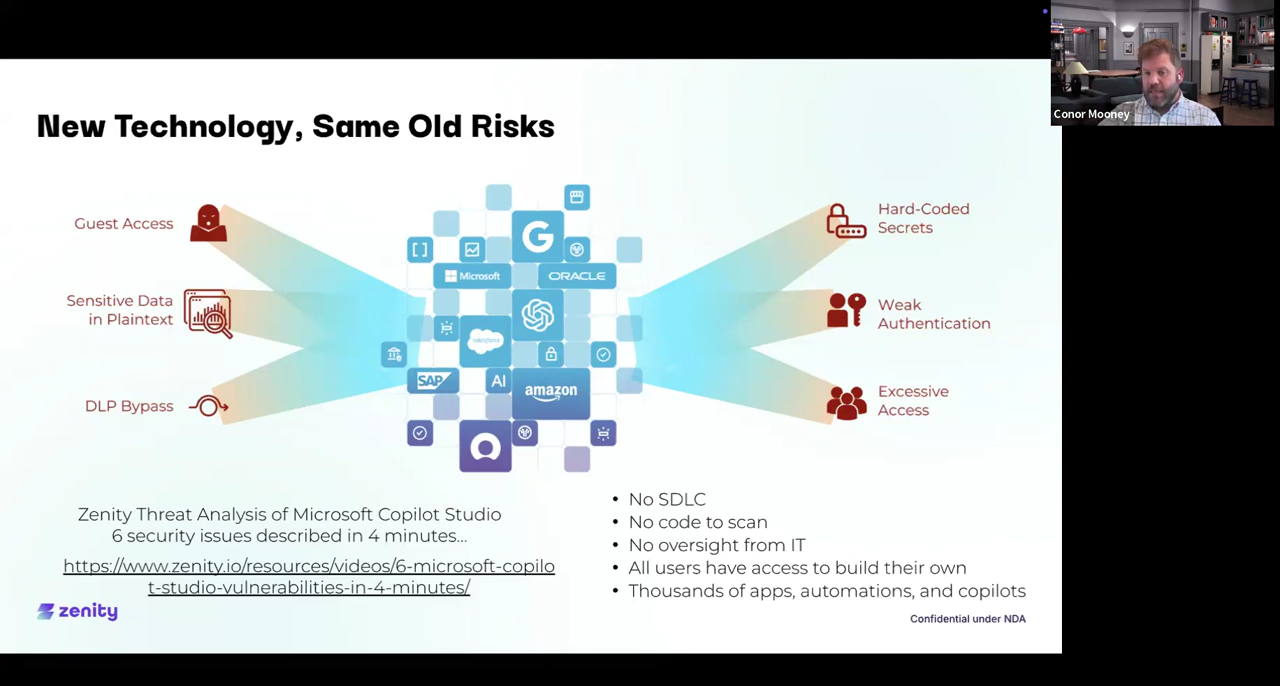 Conor Mooney
New Technology, Same Old Risks
Guest Access
Sensitive Data
in Plaintext
DLP Bypass
G
Microsoft
ORACLE
salesforce
SAP
AI
amazon
Hard-Coded
Secrets
Weak
Authentication
Excessive
Access
Zenity Threat Analysis of Microsoft Copilot Studio
6 security issues described in 4 minutes...
https://www.zenity.io/resources/videos/6-microsoft-copilo
t-studio-vulnerabilities-in-4-minutes/
• No SDLC
• No code to scan
• No oversight from IT
• All users have access to build their own
• Thousands of apps, automations, and copilots
zenity
Confidential under NDA